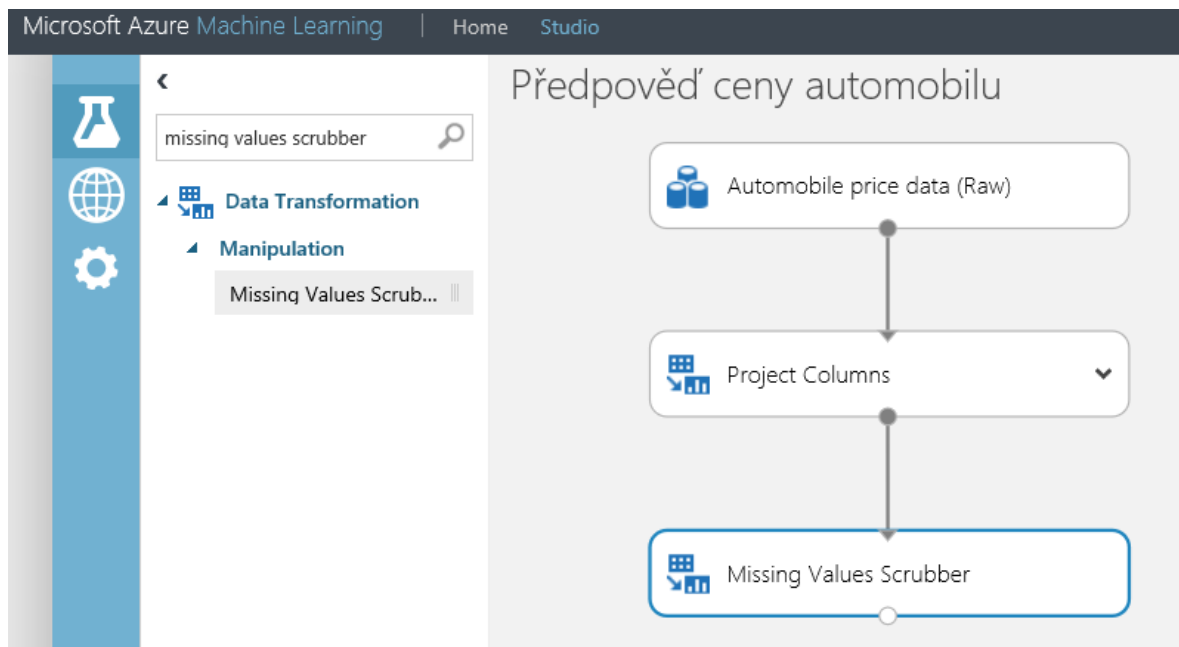 Microsoft Azure Machine Learning | Home Studio
missing values scrubber
Data Transformation
Manipulation
Missing Values Scrub...
Předpověď ceny automobilu
Automobile price data (Raw)
Project Columns
Missing Values Scrubber